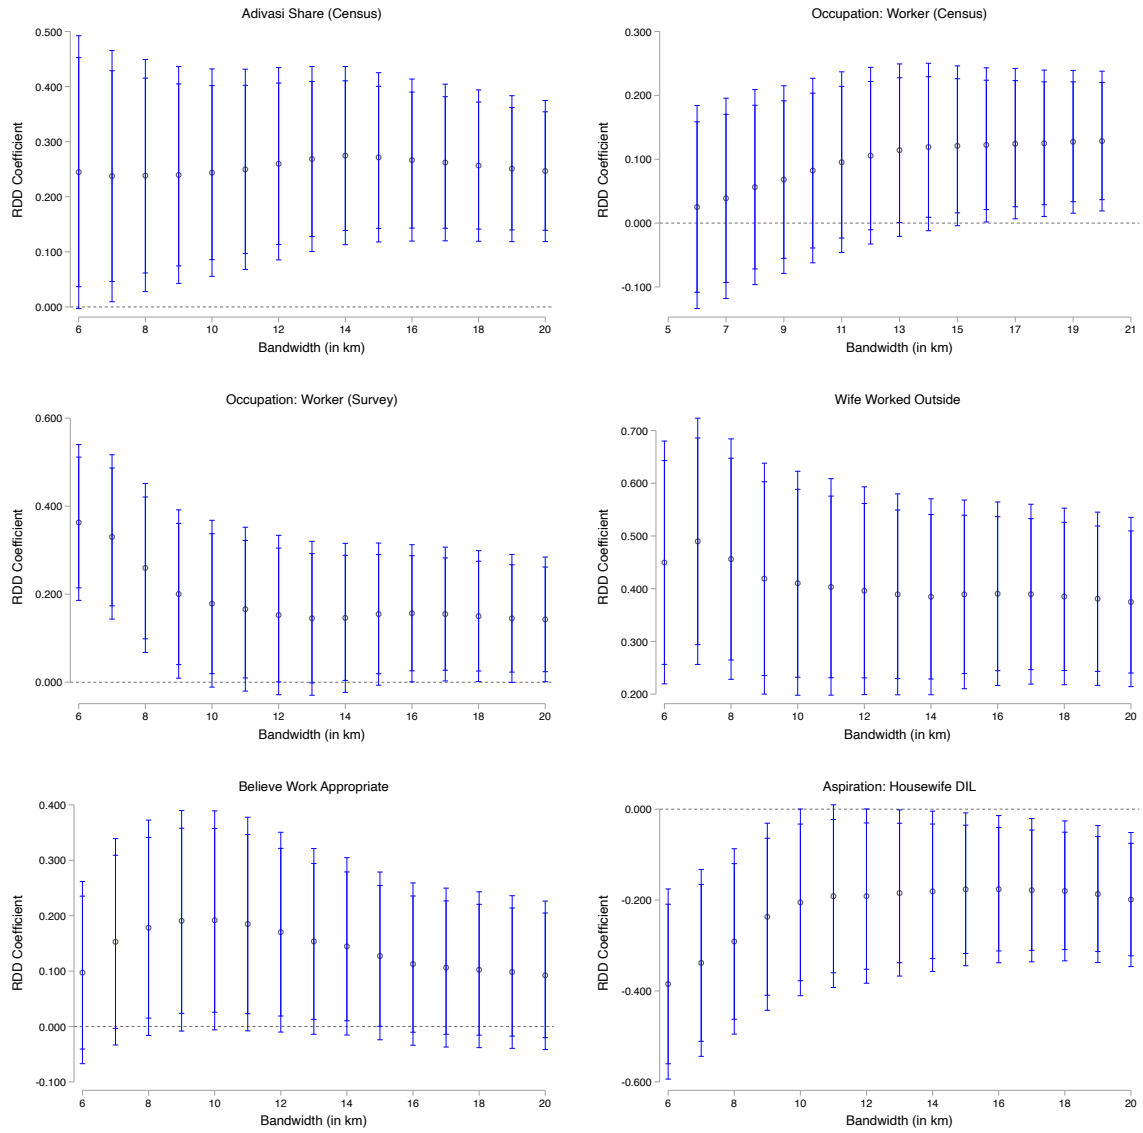 Adivasi Share (Census)
0.500
0.400
0.300
0.200
0.100
0.000
RDD Coefficient
6 8 10 12 14 16 18 20
Bandwidth (in km)
Occupation: Worker (Census)
0.300
0.200
0.100
0.000
-0.100
RDD Coefficient
5 7 9 11 13 15 17 19 21
Bandwidth (in km)
Occupation: Worker (Survey)
0.600
0.400
0.200
0.000
RDD Coefficient
6 8 10 12 14 16 18 20
Bandwidth (in km)
Wife Worked Outside
0.700
0.600
0.500
0.400
0.300
0.200
RDD Coefficient
6 8 10 12 14 16 18 20
Bandwidth (in km)
Believe Work Appropriate
0.400
0.300
0.200
0.100
0.000
-0.100
RDD Coefficient
6 8 10 12 14 16 18 20
Bandwidth (in km)
Aspiration: Housewife DIL
0.000
-0.200
-0.400
-0.600
RDD Coefficient
6 8 10 12 14 16 18 20
Bandwidth (in km)